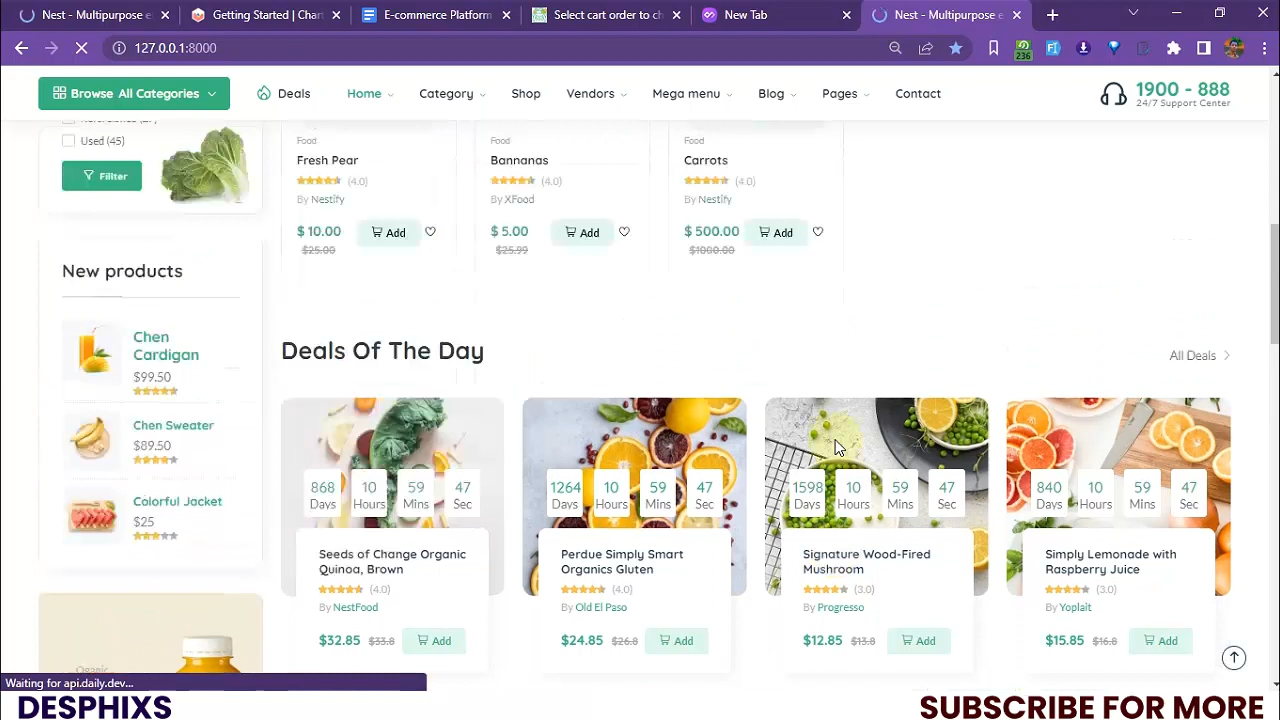 Nest - Multipurpose e
Getting Started | Chart
E-commerce Platform
Select cart order to ch
New Tab
Nest - Multipurpose e
127.0.0.1:8000
236
Browse All Categories
Deals
Home
Category
Shop
Vendors
Mega menu
Blog
Pages
Contact
1900 - 888
24/7 Support Center
Used (45)
Fillter
Food
Fresh Pear
(4.0)
By Nestify
$ 10.00
Add
$25.00
Food
Bannanas
(4.0)
By XFood
$ 5.00
Add
$25.99
Food
Carrots
(4.0)
By Nestify
$ 500.00
Add
$1000.00
New products
Chen
Cardigan
$99.50
Chen Sweater
$89.50
Colorful Jacket
$25
Oganic
Deals Of The Day
All Deals
868
Days
10
Hours
59
Mins
47
Sec
Seeds of Change Organic
Quinoa, Brown
(4.0)
By NestFood
$32.85 $33.8
Add
1264
Days
10
Hours
59
Mins
47
Sec
Perdue Simply Smart
Organics Gluten
(4.0)
By Old El Paso
$24.85 $26.8
Add
1598
Days
10
Hours
59
Mins
47
Sec
Signature Wood-Fired
Mushroom
(3.0)
By Progresso
$12.85 $13.8
Add
840
Days
10
Hours
59
Mins
47
Sec
Simply Lemonade with
Raspberry Juice
(3.0)
By Yoplait
$15.85 $16.8
Add
Waiting for api.daily.dev...
DESPHIXS
SUBSCRIBE FOR MORE